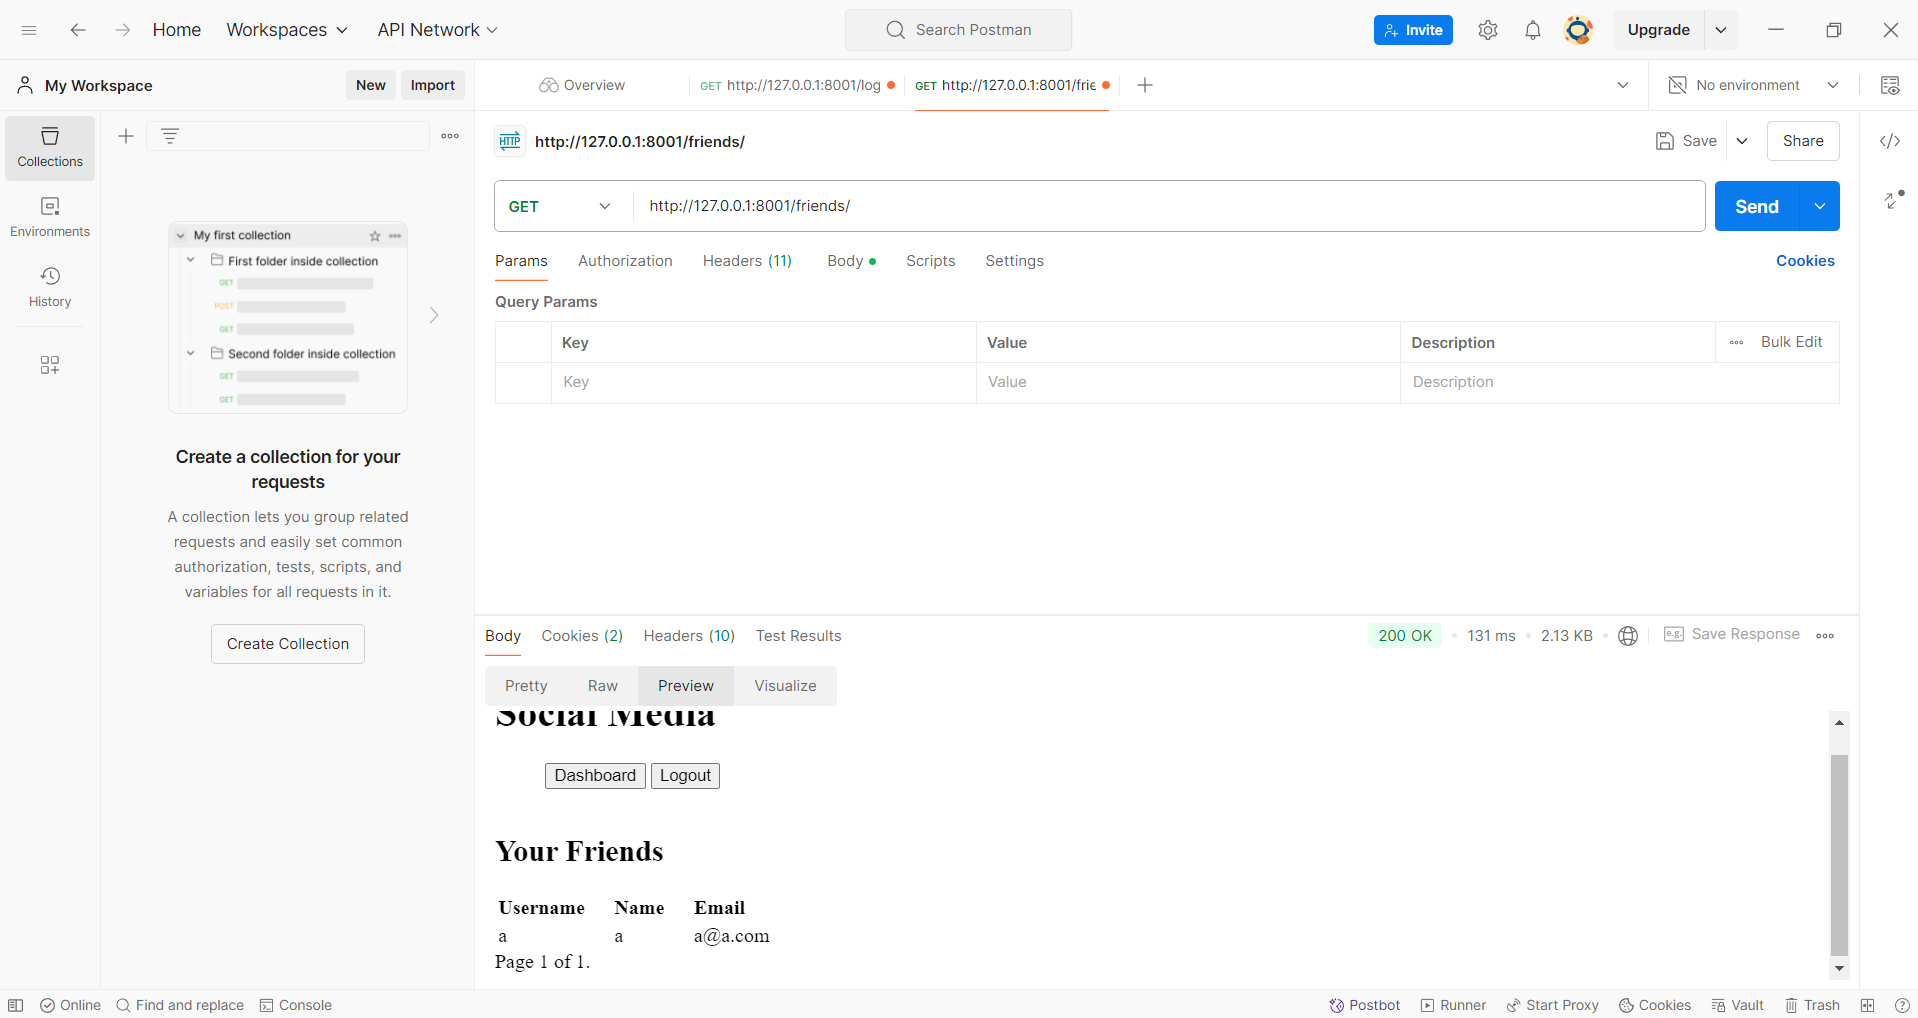 Home
Workspaces
API Network
Search Postman
Invite
Upgrade
My Workspace
New
Import
Overview
GET http://127.0.0.1:8001/log
GET http://127.0.0.1:8001/frie
No environment
Collections
Environments
History
HTTP
http://127.0.0.1:8001/friends/
Save
Share
GET
http://127.0.0.1:8001/friends/
Send
Params
Authorization
Headers (11)
Body
Scripts
Settings
Cookies
Query Params
Key
Value
Description
Bulk Edit
Key
Value
Description
My first collection
First folder inside collection
GET
POST
GET
Second folder inside collection
GET
GET
Create a collection for your
requests
A collection lets you group related
requests and easily set common
authorization, tests, scripts, and
variables for all requests in it.
Create Collection
Body
Cookies (2)
Headers (10)
Test Results
200 OK
131 ms
2.13 KB
e.g.
Save Response
Pretty
Raw
Preview
Visualize
Social Media
Dashboard
Logout
Your Friends
Username Name Email
a a a@a.com
Page 1 of 1.
Online
Find and replace
Console
Postbot
Runner
Start Proxy
Cookies
Vault
Trash